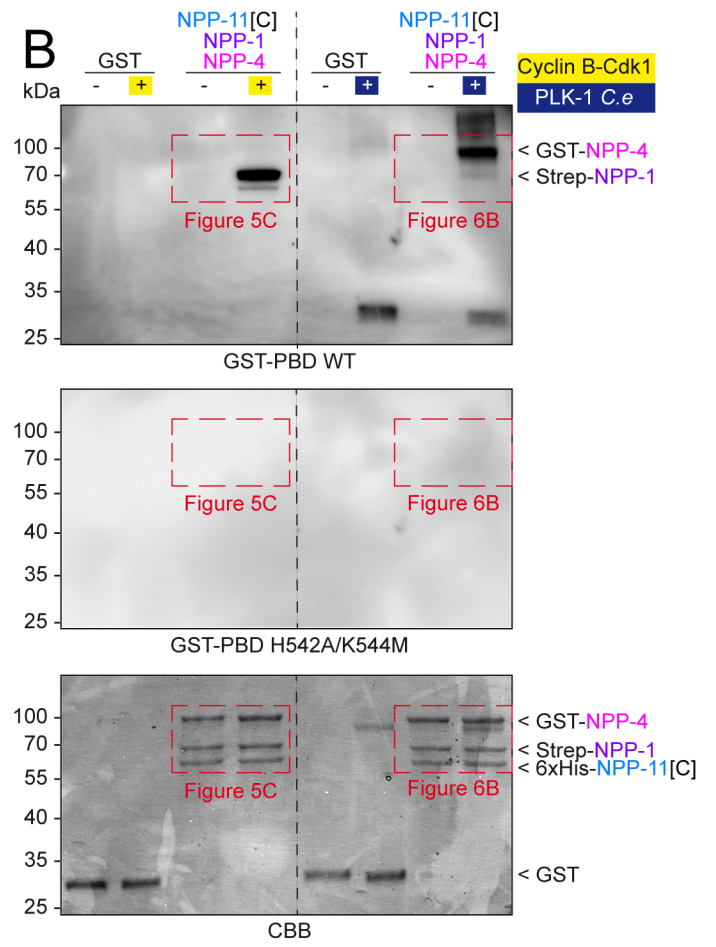 B
NPP-11[C]
NPP-1
GST NPP-4
NPP-11[C]
NPP-1
GST NPP-4
Cyclin B-Cdk1
PLK-1 C.e
kDa - + - + - + - +
100
70
55
40
35
25
< GST-NPP-4
< Strep-NPP-1
Figure 5C
Figure 6B
GST-PBD WT
100
70
55
40
35
25
Figure 5C
Figure 6B
GST-PBD H542A/K544M
100
70
55
40
35
25
< GST-NPP-4
< Strep-NPP-1
< 6xHis-NPP-11[C]
Figure 5C
Figure 6B
< GST
CBB